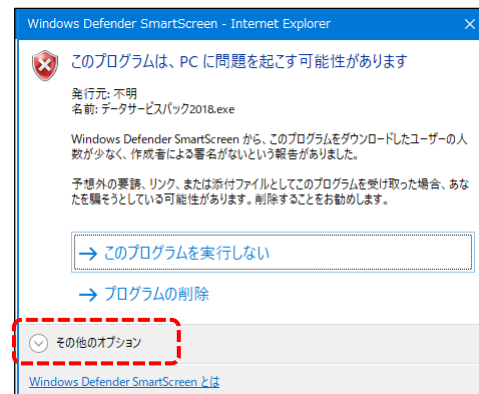 Windows Defender SmartScreen - Internet Explorer
このプログラムは、PC に問題を起こす可能性があります
発行元: 不明
名前: データサービスパック2018.exe
Windows Defender SmartScreen から、このプログラムをダウンロードしたユーザーの人
数が少なく、作成者による署名がないという報告がありました。
予想外の要請、リンク、または添付ファイルとしてこのプログラムを受け取った場合、あな
たを騙そうとしている可能性があります。削除することをお勧めします。
このプログラムを実行しない
プログラムの削除
その他のオプション
Windows Defender SmartScreen とは